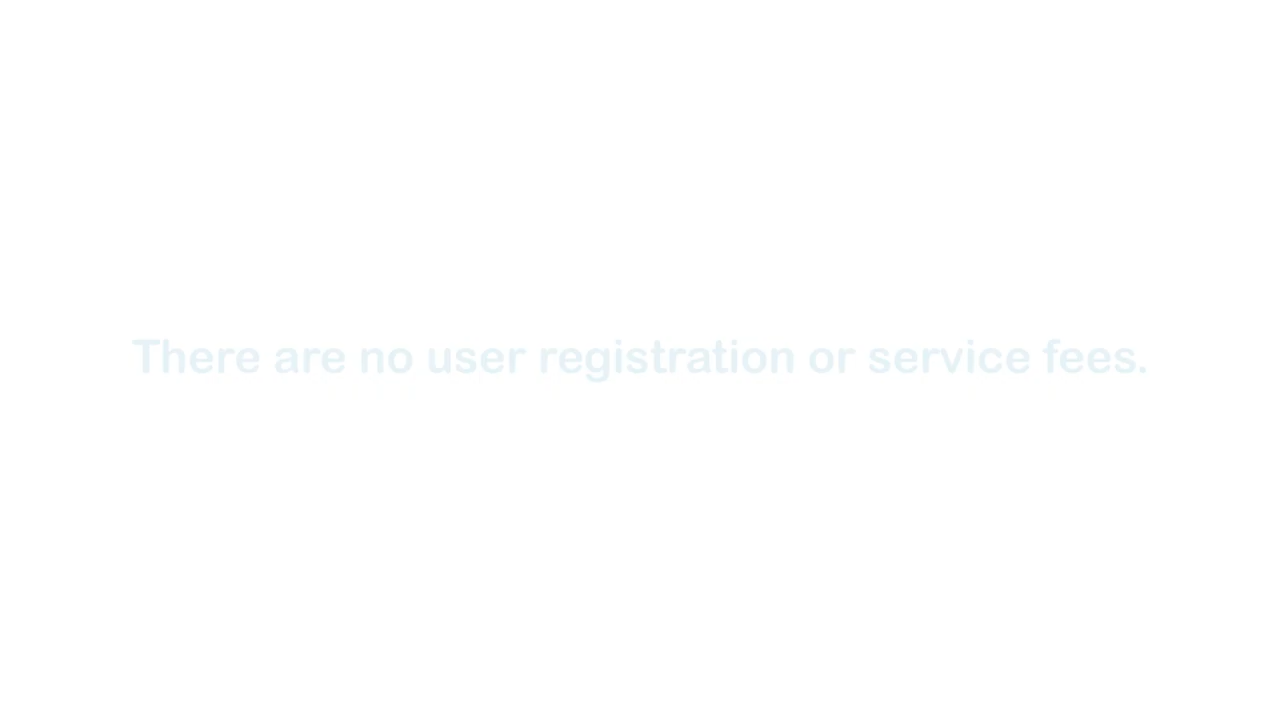 There are no user registration or service fees.